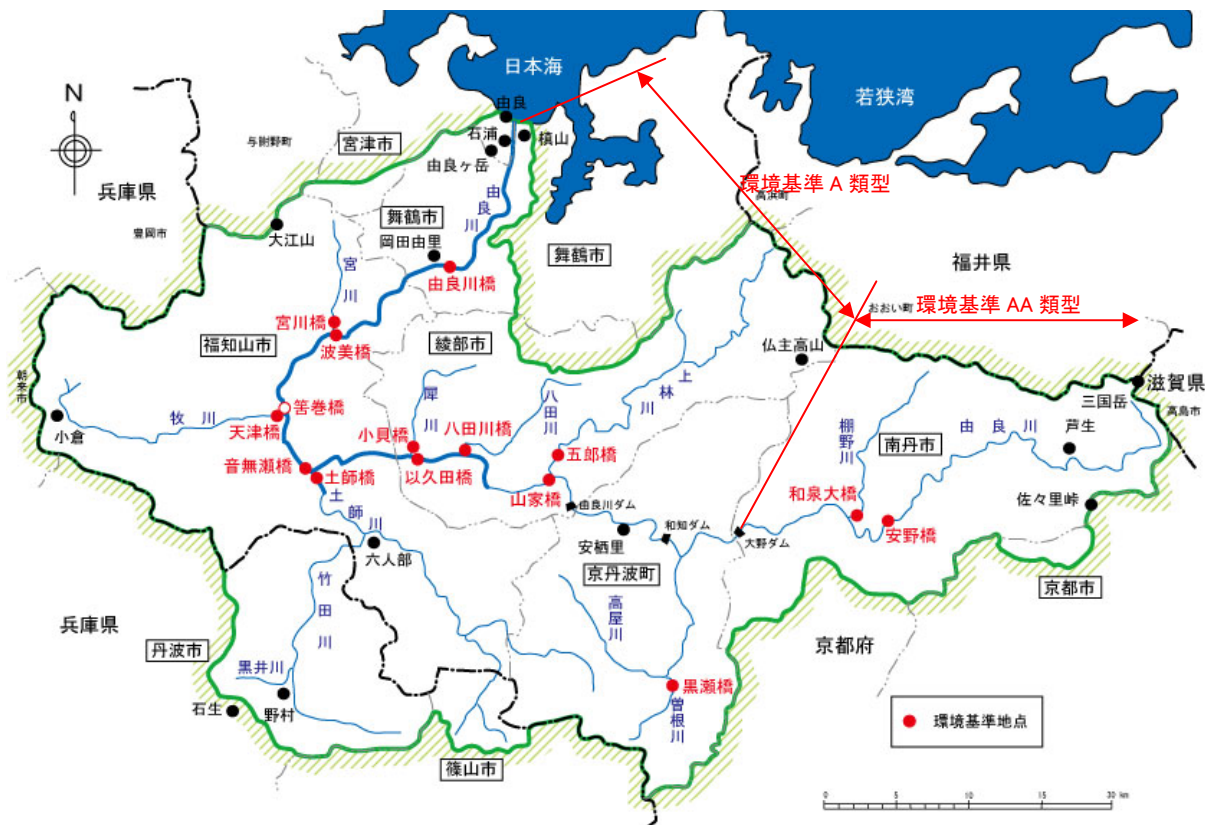 日本海
若狭湾
N
由良
石浦
槙山
由良ヶ岳
宮津市
与謝野町
兵庫県
豊岡市
大江山
舞鶴市
岡田由里
由良川
由良川橋
舞鶴市
環境基準 A 類型
高浜町
福井県
おおい町
環境基準 AA 類型
宮川
宮川橋
波美橋
福知山市
綾部市
仏主高山
滋賀県
三国岳
高島市
朝来市
小倉
牧川
筈巻橋
天津橋
犀川
八田川
上林川
小貝橋
八田川橋
以久田橋
五郎橋
山家橋
棚野川
南丹市
由良川
芦生
佐々里峠
音無瀬橋
土師橋
土師川
六人部
由良川ダム
和知ダム
大野ダム
安栖里
和泉大橋
安野橋
京丹波町
京都市
京都府
兵庫県
丹波市
竹田川
黒井川
石生
野村
篠山市
高屋川
黒瀬橋
曽根川
環境基準地点
0 5 10 20 30 km